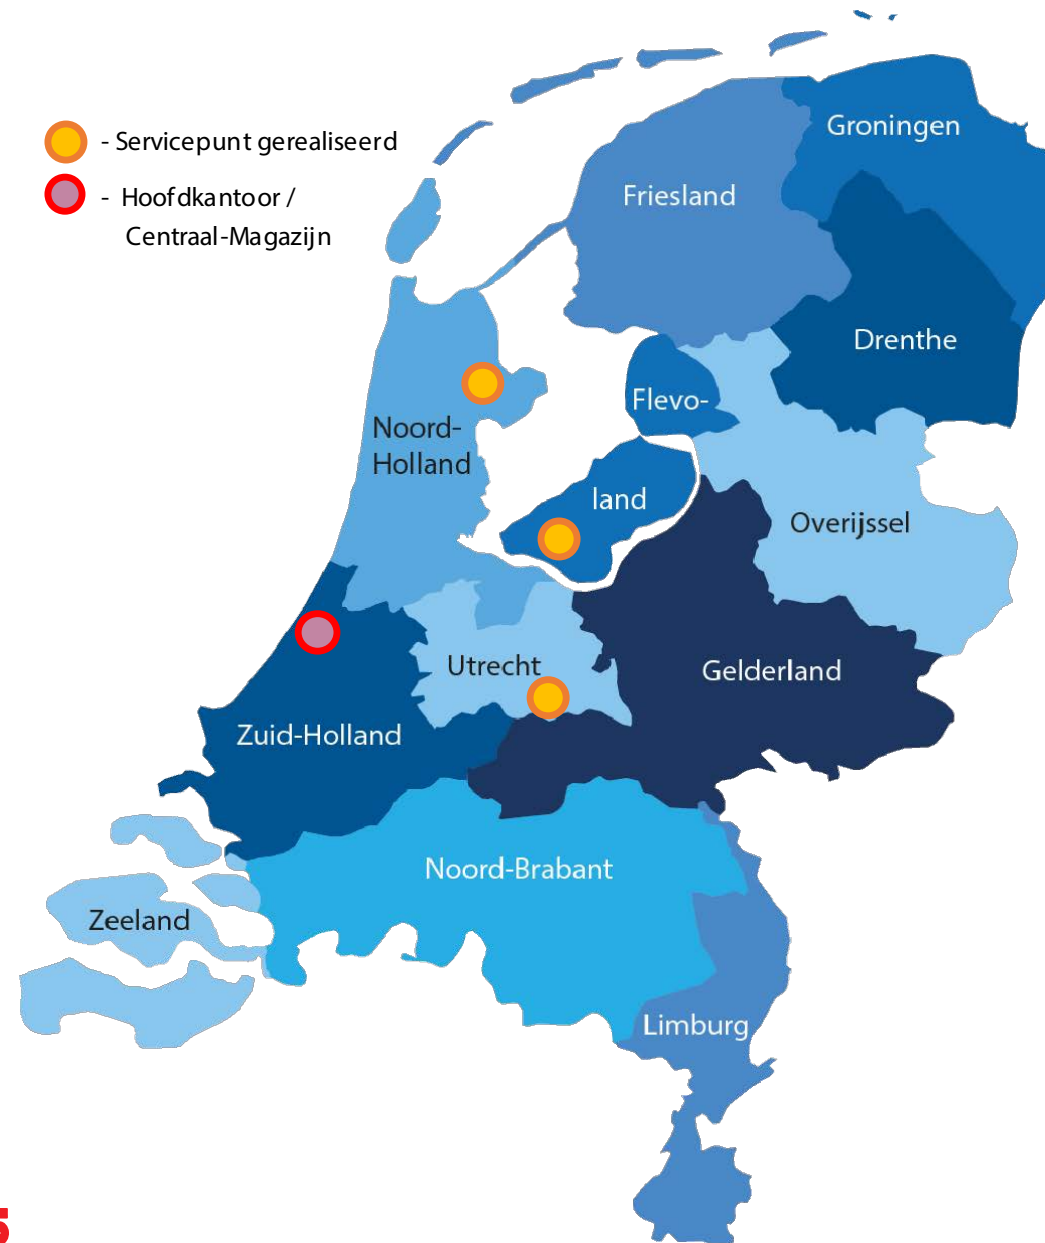 - Servicepunt gerealiseerd
- Hoofdkantoor /
Centraal-Magazijn
Groningen
Friesland
Drenthe
Flevo-
Noord-
Holland
land
Overijssel
Utrecht
Gelderland
Zuid-Holland
Noord-Brabant
Zeeland
Limburg